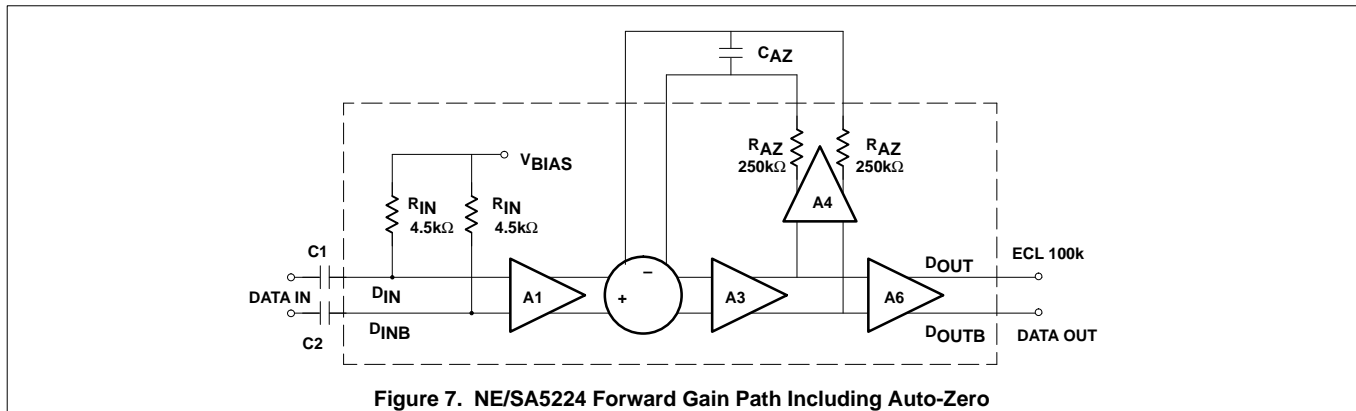 CAZ
RAZ
250kΩ
RAZ
250kΩ
VBIAS
RIN
4.5kΩ
RIN
4.5kΩ
A4
C1
DATA IN
C2
DIN
DINB
A1
+
−
A3
A6
DOUT
DOUTB
ECL 100k
DATA OUT
Figure 7. NE/SA5224 Forward Gain Path Including Auto-Zero